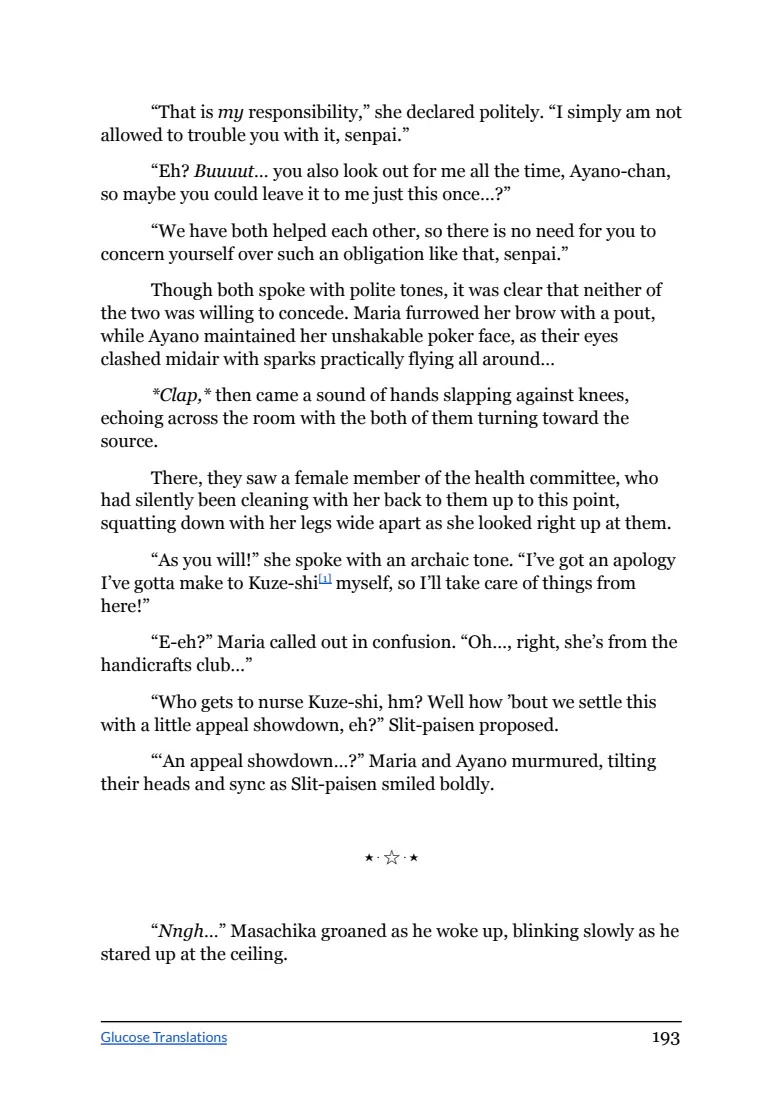 “That is my responsibility,” she declared politely. “I simply am not
allowed to trouble you with it, senpai.”
“Eh? Buuuut... you also look out for me all the time, Ayano-chan,
so maybe you could leave it to me just this once...?”
“We have both helped each other, so there is no need for you to
concern yourself over such an obligation like that, senpai.”
Though both spoke with polite tones, it was clear that neither of
the two was willing to concede. Maria furrowed her brow with a pout,
while Ayano maintained her unshakable poker face, as their eyes
clashed midair with sparks practically flying all around...
*Clap,* then came a sound of hands slapping against knees,
echoing across the room with the both of them turning toward the
source.
There, they saw a female member of the health committee, who
had silently been cleaning with her back to them up to this point,
squatting down with her legs wide apart as she looked right up at them.
“As you will!” she spoke with an archaic tone. “I’ve got an apology
I’ve gotta make to Kuze-shi[1] myself, so I’ll take care of things from
here!”
“E-eh?” Maria called out in confusion. “Oh..., right, she’s from the
handicrafts club...”
“Who gets to nurse Kuze-shi, hm? Well how ’bout we settle this
with a little appeal showdown, eh?” Slit-paisen proposed.
“‘An appeal showdown...?” Maria and Ayano murmured, tilting
their heads and sync as Slit-paisen smiled boldly.
⋆ · ☆ · ⋆
“Nngh...” Masachika groaned as he woke up, blinking slowly as he
stared up at the ceiling.
Glucose Translations 193